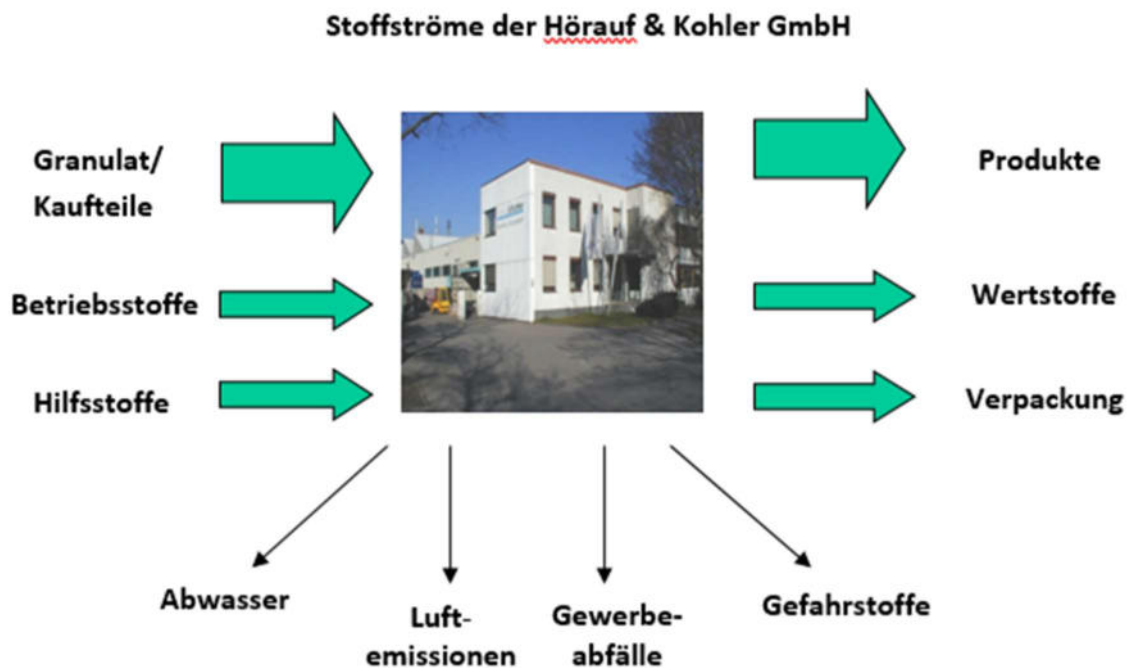 Stoffströme der Hörauf & Kohler GmbH
Granulat/
Kaufteile
Produkte
Betriebsstoffe
Wertstoffe
Hilfsstoffe
Verpackung
Abwasser
Luft-
emissionen
Gewerbe-
abfälle
Gefahrstoffe